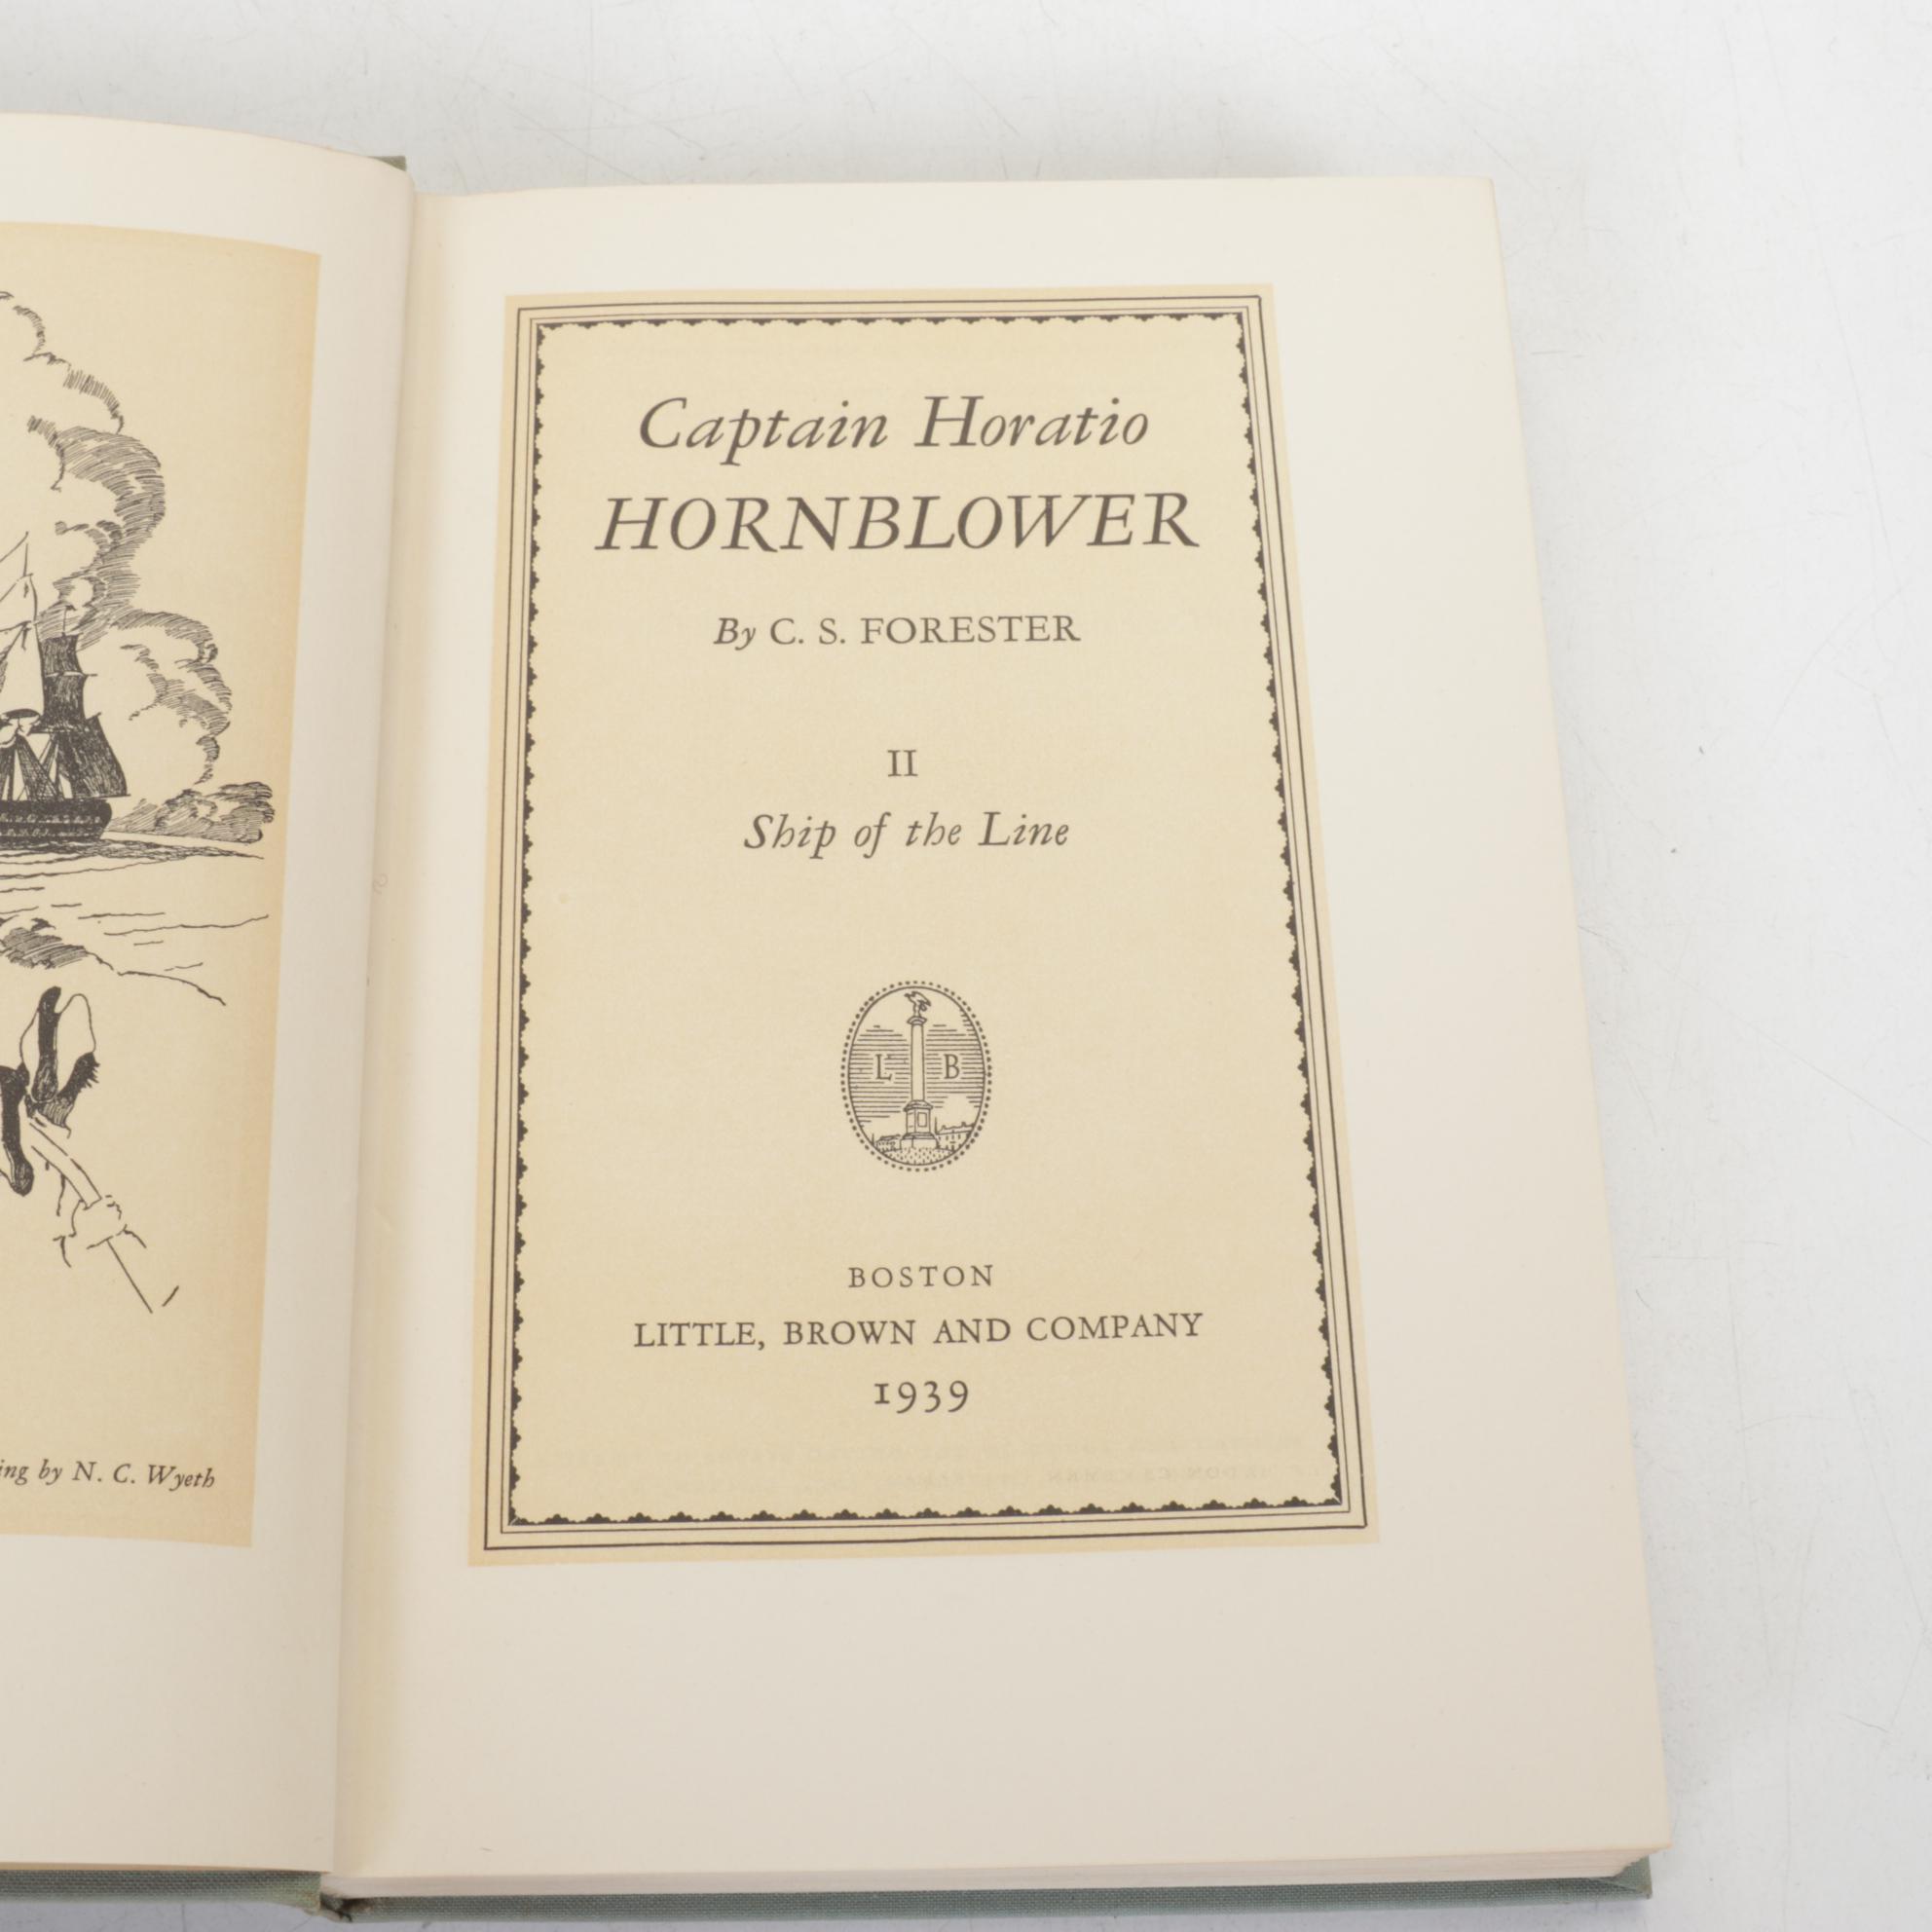 ing by N. C. Wyeth
Captain Horatio
HORNBLOWER
By C. S. FORESTER
II
Ship of the Line
L B
BOSTON
LITTLE, BROWN AND COMPANY
1939